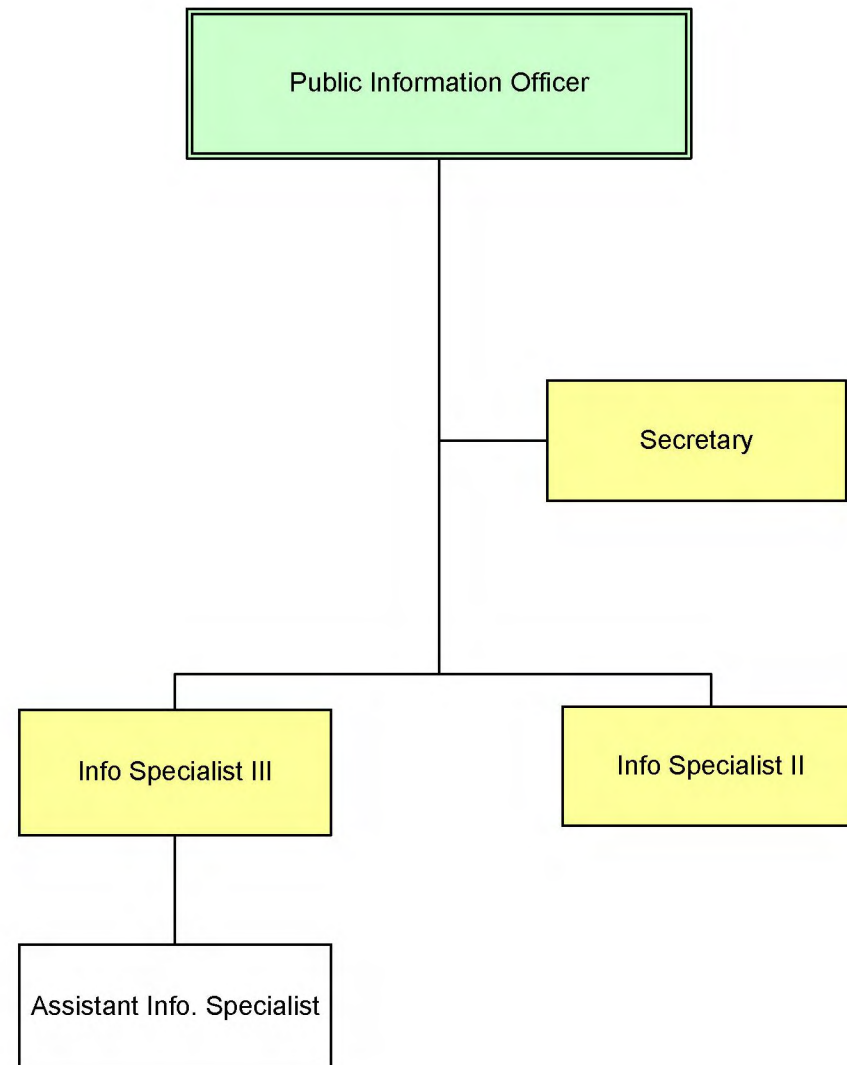 Public Information Officer
Secretary
Info Specialist III
Info Specialist II
Assistant Info. Specialist